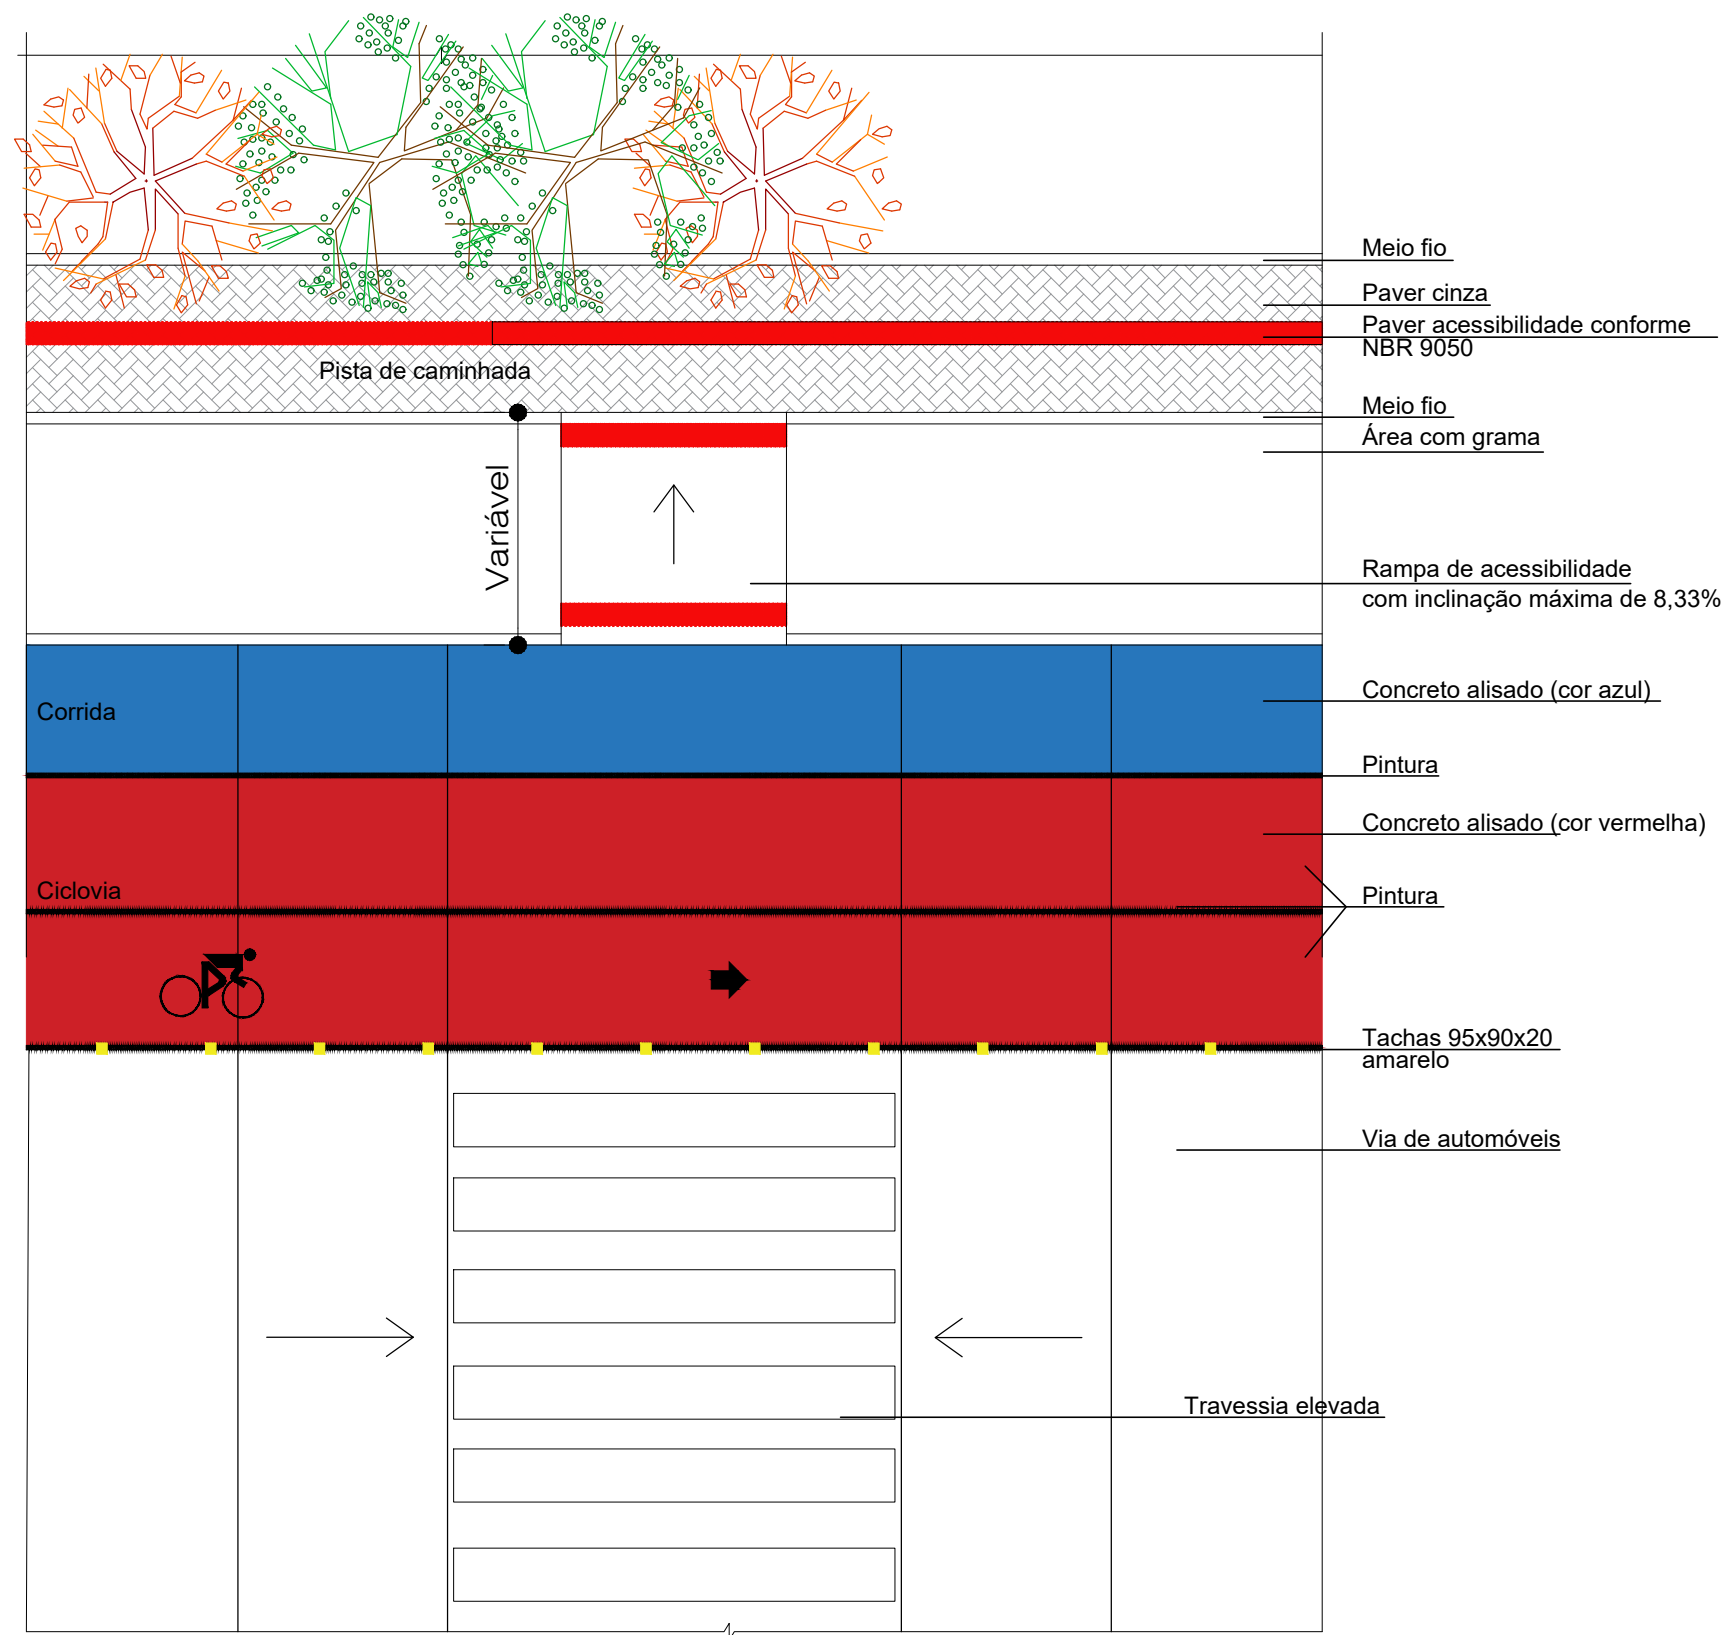 Meio fio
Paver cinza
Paver acessibilidade conforme
NBR 9050
Pista de caminhada
Meio fio
Área com grama
Variável
Rampa de acessibilidade
com inclinação máxima de 8,33%
Concreto alisado (cor azul)
Corrida
Pintura
Concreto alisado (cor vermelha)
Ciclovia
Pintura
Tachas 95x90x20
amarelo
Via de automóveis
Travessia elevada